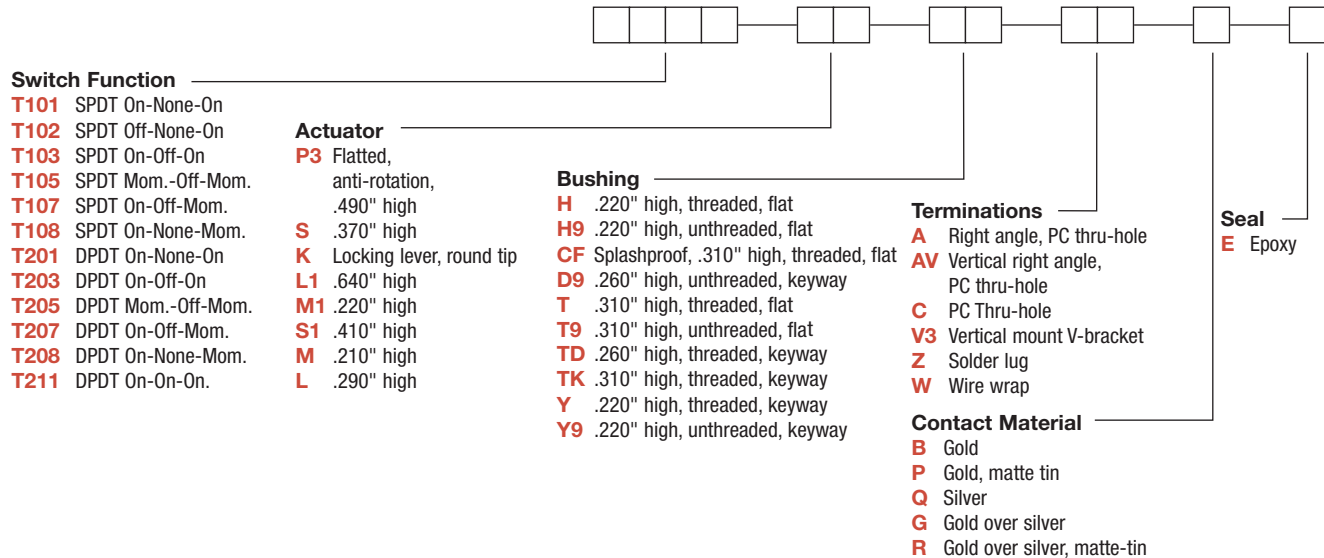 Switch Function
T101 SPDT On-None-On
T102 SPDT Off-None-On
T103 SPDT On-Off-On
T105 SPDT Mom.-Off-Mom.
T107 SPDT On-Off-Mom.
T108 SPDT On-None-Mom.
T201 DPDT On-None-On
T203 DPDT On-Off-On
T205 DPDT Mom.-Off-Mom.
T207 DPDT On-Off-Mom.
T208 DPDT On-None-Mom.
T211 DPDT On-On-On.
Actuator
P3 Flatted,
anti-rotation,
.490" high
S .370" high
K Locking lever, round tip
L1 .640" high
M1 .220" high
S1 .410" high
M .210" high
L .290" high
Bushing
H .220" high, threaded, flat
H9 .220" high, unthreaded, flat
CF Splashproof, .310" high, threaded, flat
D9 .260" high, unthreaded, keyway
T .310" high, threaded, flat
T9 .310" high, unthreaded, flat
TD .260" high, threaded, keyway
TK .310" high, threaded, keyway
Y .220" high, threaded, keyway
Y9 .220" high, unthreaded, keyway
Terminations
A Right angle, PC thru-hole
AV Vertical right angle,
PC thru-hole
C PC Thru-hole
V3 Vertical mount V-bracket
Z Solder lug
W Wire wrap
Contact Material
B Gold
P Gold, matte tin
Q Silver
G Gold over silver
R Gold over silver, matte-tin
Seal
E Epoxy